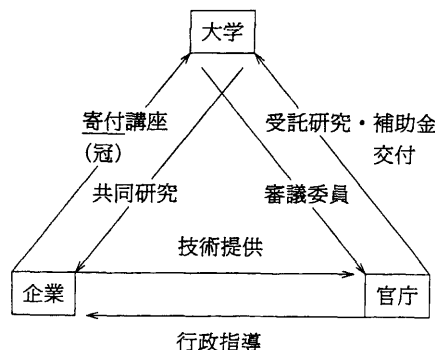 大学
寄付講座
(冠)
受託研究・補助金
交付
共同研究
審議委員
技術提供
企業
官庁
行政指導